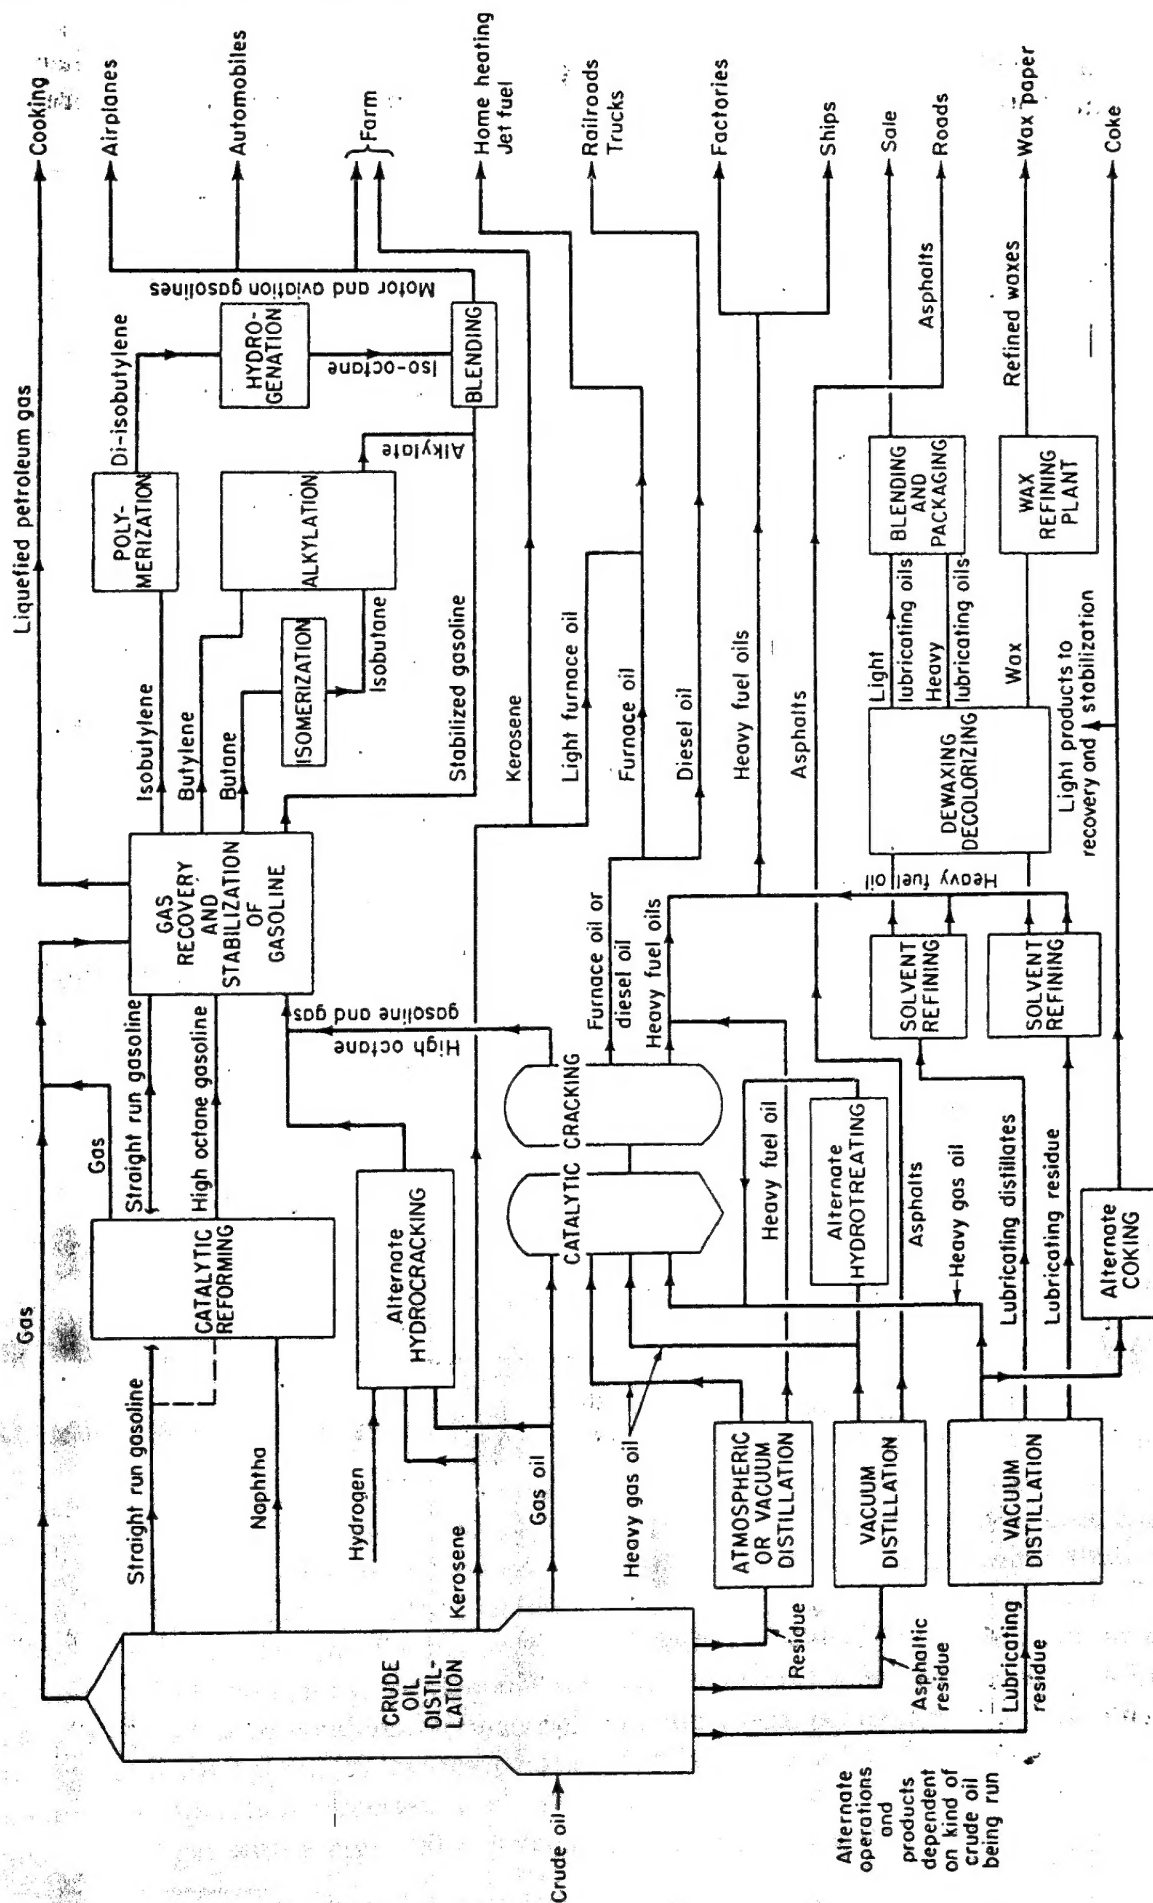 Crude oil
CRUDE
OIL
DISTIL-
LATION
Alternate
operations
and
products
dependent
on kind of
crude oil
being run
Gas
Straight run gasoline
Naphtha
Hydrogen
Kerosene
Gas oil
Heavy gas oil
Residue
Asphaltic
residue
Lubricating
residue
ATMOSPHERIC
OR VACUUM
DISTILLATION
VACUUM
DISTILLATION
VACUUM
DISTILLATION
CATALYTIC
REFORMING
Alternate
HYDROCRACKING
CATALYTIC CRACKING
Gas
Straight run gasoline
High octane gasoline
High octane
gasoline and gas
Heavy fuel oil
Alternate
HYDROTREATING
Asphalts
Heavy gas oil
Lubricating distillates
Lubricating residue
Alternate
COKING
GAS
RECOVERY
AND
STABILIZATION
OF
GASOLINE
Furnace oil or
diesel oil
Heavy fuel oils
SOLVENT
REFINING
SOLVENT
REFINING
Heavy fuel oil
Liquefied petroleum gas
Isobutylene
Butylene
Butane
ISOMERIZATION
Isobutane
Stabilized gasoline
Kerosene
Light furnace oil
Furnace oil
Diesel oil
Heavy fuel oils
Asphalts
DEWAXING
DECOLORIZING
Light products to
recovery and stabilization
POLY-
MERIZATION
ALKYLATION
Alkylate
Di-isobutylene
HYDRO-
GENATION
Iso-octane
BLENDING
Motor and aviation gasolines
Light
lubricating oils
Heavy
lubricating oils
Wax
BLENDING
AND
PACKAGING
WAX
REFINING
PLANT
Asphalts
Refined waxes
Cooking
Airplanes
Automobiles
Farm
Home heating
Jet fuel
Railroads
Trucks
Factories
Ships
Sale
Roads
Wax paper
Coke